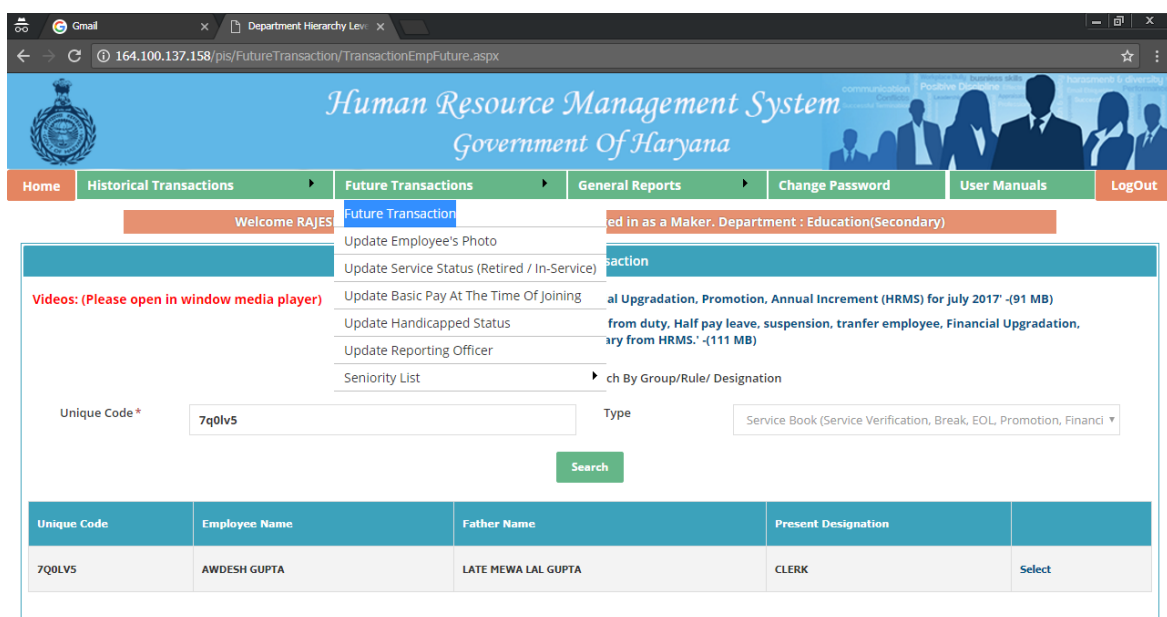 Gmail
Department Hierarchy Leve
164.100.137.158/pis/FutureTransaction/TransactionEmpFuture.aspx
Human Resource Management System
Government Of Haryana
Home Historical Transactions Future Transactions General Reports Change Password User Manuals LogOut
Welcome RAJES ed in as a Maker. Department : Education(Secondary)
Future Transaction
Update Employee's Photo
Update Service Status (Retired / In-Service)
Update Basic Pay At The Time Of Joining
Update Handicapped Status
Update Reporting Officer
Seniority List
saction
Videos: (Please open in window media player)
al Upgradation, Promotion, Annual Increment (HRMS) for july 2017' -(91 MB)
from duty, Half pay leave, suspension, tranfer employee, Financial Upgradation,
ary from HRMS.' -(111 MB)
ch By Group/Rule/ Designation
Unique Code* 7q0lv5 Type Service Book (Service Verification, Break, EOL, Promotion, Financi
Search
Unique Code Employee Name Father Name Present Designation
7Q0LV5 AWDESH GUPTA LATE MEWA LAL GUPTA CLERK Select